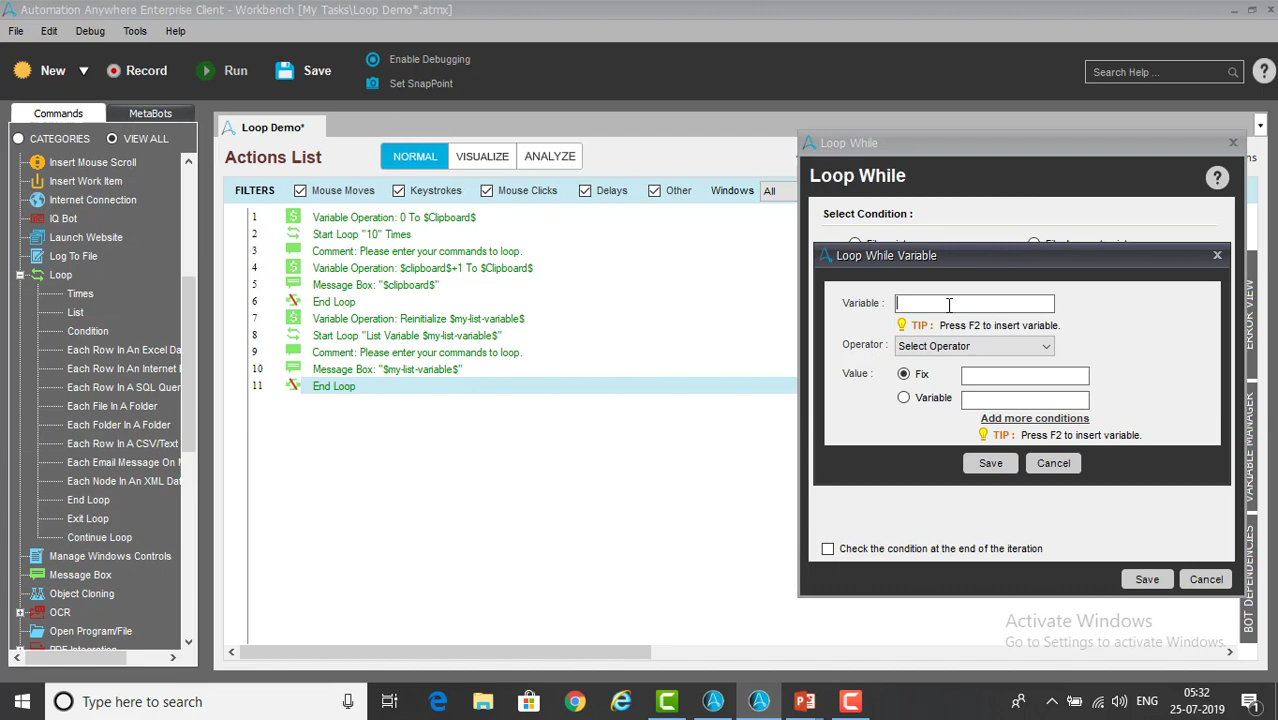 Automation Anywhere Enterprise Client - Workbench [My Tasks\Loop Demo*.atmx]
File Edit Debug Tools Help
New Record Run Save
Enable Debugging
Set SnapPoint
Search Help ...
Commands MetaBots
CATEGORIES VIEW ALL
Insert Mouse Scroll
Insert Work Item
Internet Connection
IQ Bot
Launch Website
Log To File
Loop
Times
List
Condition
Each Row In An Excel Da
Each Row In An Internet
Each Row In A SQL Quer
Each File In A Folder
Each Folder In A Folder
Each Row In A CSV/Text
Each Email Message On
Each Node In An XML Dat
End Loop
Exit Loop
Continue Loop
Manage Windows Controls
Message Box
Object Cloning
OCR
Open Program/File
PDF Integration
Loop Demo*
Actions List
NORMAL VISUALIZE ANALYZE
FILTERS Mouse Moves Keystrokes Mouse Clicks Delays Other Windows All
1 Variable Operation: 0 To $Clipboard$
2 Start Loop "10" Times
3 Comment: Please enter your commands to loop.
4 Variable Operation: $clipboard$+1 To $Clipboard$
5 Message Box: "$clipboard$"
6 End Loop
7 Variable Operation: Reinitialize $my-list-variable$
8 Start Loop "List Variable $my-list-variable$"
9 Comment: Please enter your commands to loop.
10 Message Box: "$my-list-variable$"
11 End Loop
Loop While
Loop While
Select Condition :
Loop While Variable
Variable :
TIP : Press F2 to insert variable.
Operator : Select Operator
Value : Fix
Variable
Add more conditions
TIP : Press F2 to insert variable.
Save Cancel
Check the condition at the end of the iteration
Save Cancel
ERROR VIEW
VARIABLE MANAGER
BOT DEPENDENCIES
Activate Windows
Go to Settings to activate Windows.
Type here to search
ENG
05:32
25-07-2019
1